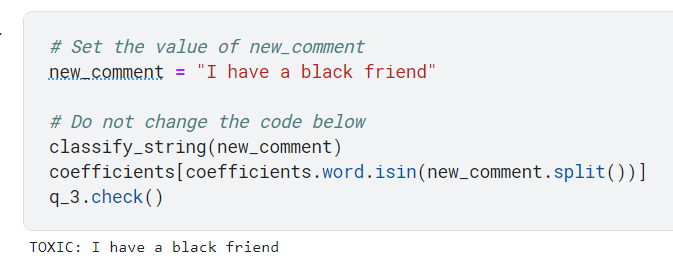 # Set the value of new_comment
new_comment = "I have a black friend"
# Do not change the code below
classify_string(new_comment)
coefficients[coefficients.word.isin(new_comment.split())]
q_3.check()
TOXIC: I have a black friend